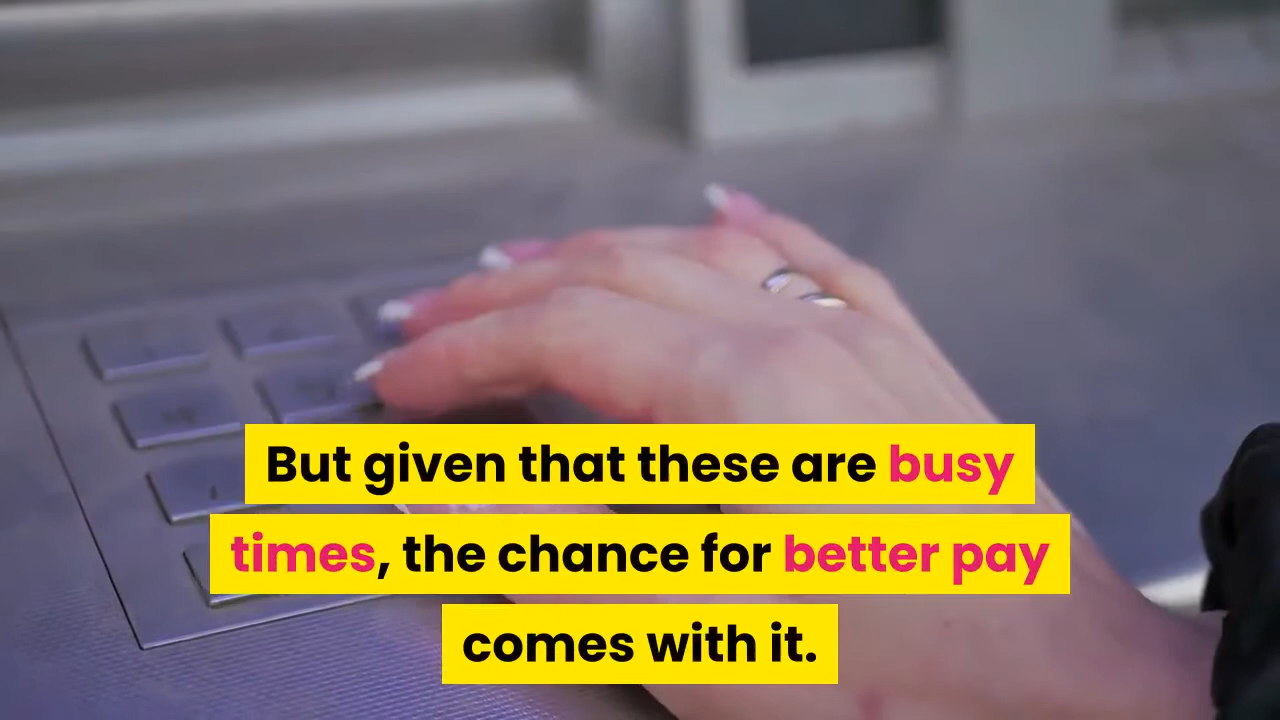 But given that these are busy
times, the chance for better pay
comes with it.